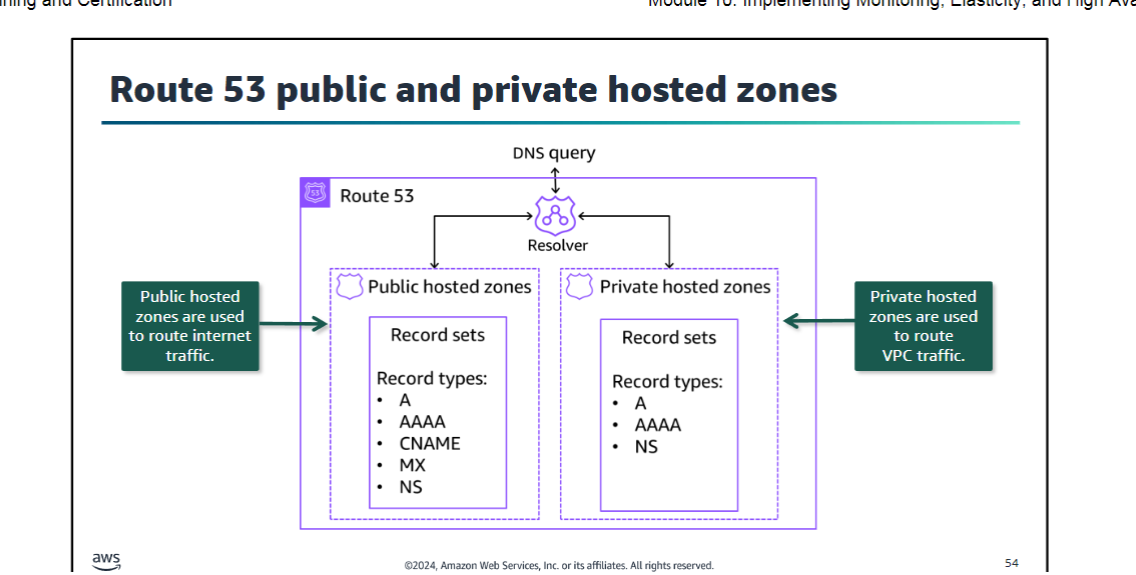 ning and Certification
Module 10: Implementing Monitoring, Elasticity, and High Ava
Route 53 public and private hosted zones
DNS query
53
Route 53
Resolver
Public hosted
zones are used
to route internet
traffic.
Public hosted zones
Record sets
Record types:
• A
• AAAA
• CNAME
• MX
• NS
Private hosted zones
Record sets
Record types:
• A
• AAAA
• NS
Private hosted
zones are used
to route
VPC traffic.
aws
©2024, Amazon Web Services, Inc. or its affiliates. All rights reserved.
54